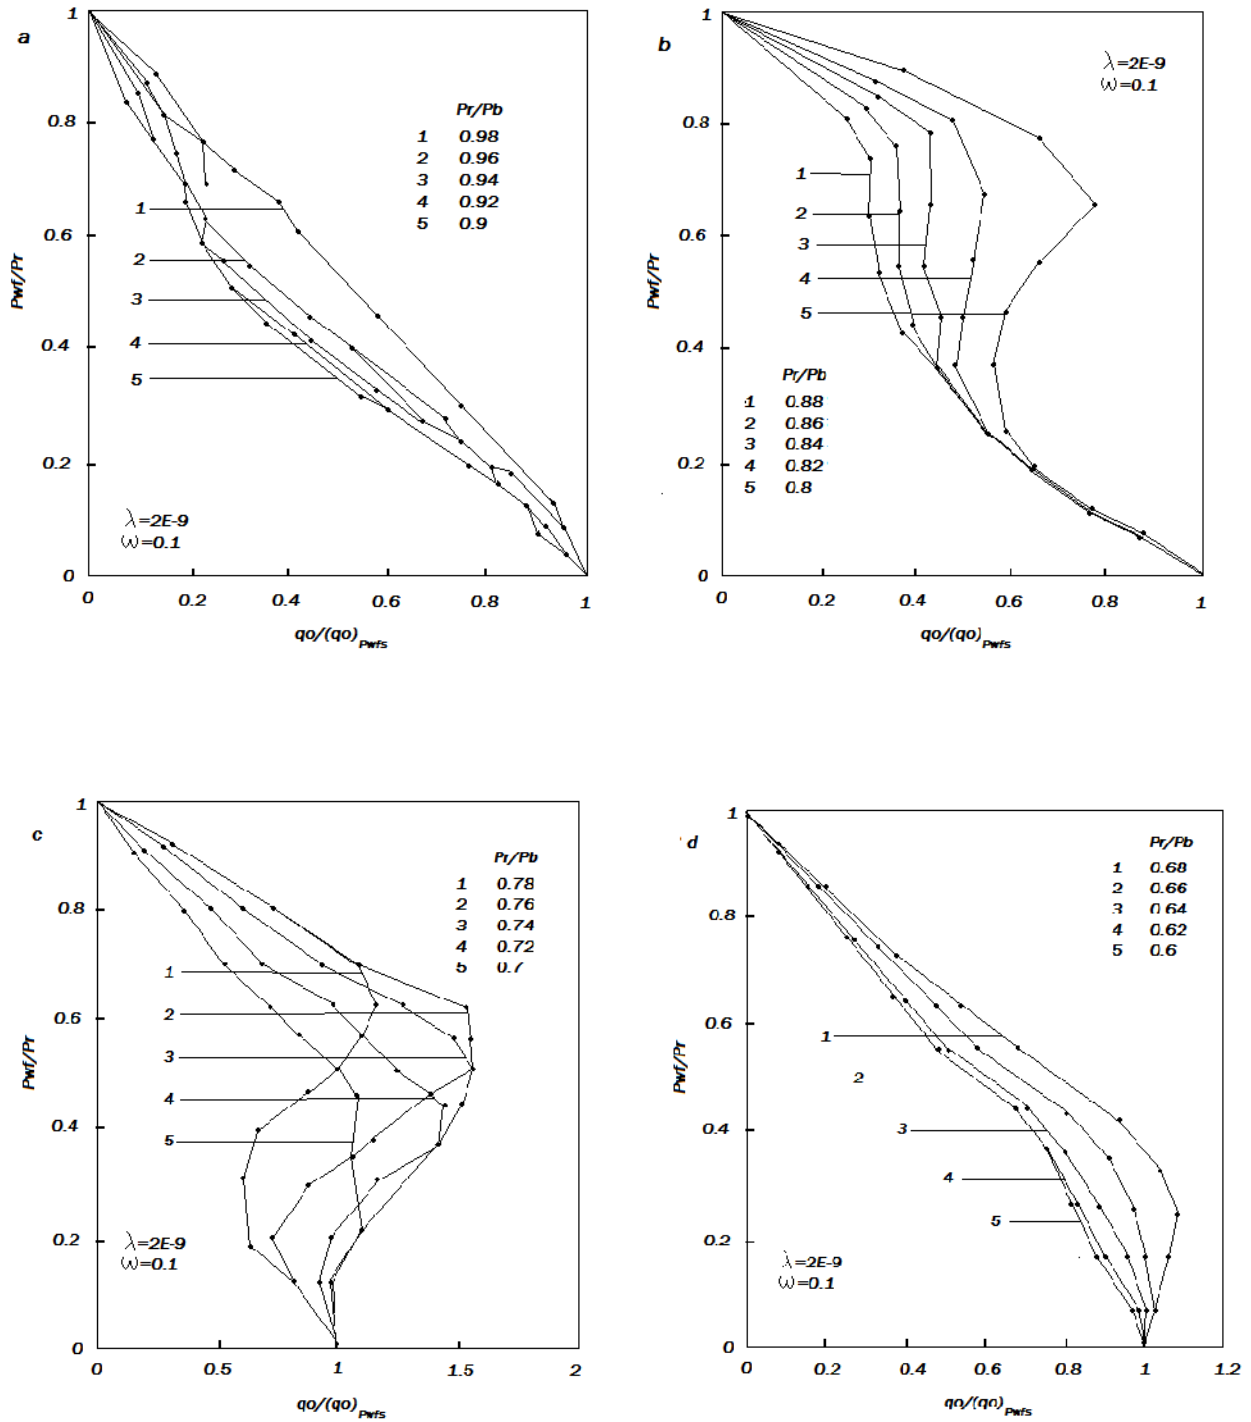 a
Pwf/Pr
1
0.8
0.6
0.4
0.2
0
Pr/Pb
1 0.98
2 0.96
3 0.94
4 0.92
5 0.9
1
2
3
4
5
λ=2E-9
ω=0.1
0 0.2 0.4 0.6 0.8 1
qo/(qo)Pwfs
b
Pwf/Pr
1
0.8
0.6
0.4
0.2
0
λ=2E-9
ω=0.1
1
2
3
4
5
Pr/Pb
1 0.88
2 0.86
3 0.84
4 0.82
5 0.8
0 0.2 0.4 0.6 0.8 1
qo/(qo)Pwfs
c
Pwf/Pr
1
0.8
0.6
0.4
0.2
0
Pr/Pb
1 0.78
2 0.76
3 0.74
4 0.72
5 0.7
1
2
3
4
5
λ=2E-9
ω=0.1
0 0.5 1 1.5 2
qo/(qo)Pwfs
d
Pwf/Pr
1
0.8
0.6
0.4
0.2
0
Pr/Pb
1 0.68
2 0.66
3 0.64
4 0.62
5 0.6
1
2
3
4
5
λ=2E-9
ω=0.1
0 0.2 0.4 0.6 0.8 1 1.2
qo/(qo)Pwfs